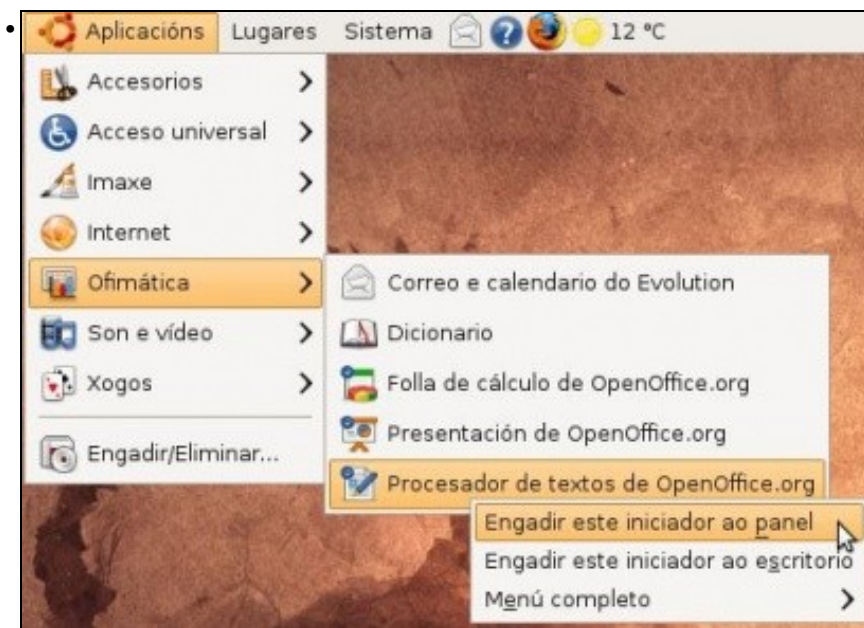 Aplicacións Lugares Sistema 12 °C
Accesorios
Acceso universal
Imaxe
Internet
Ofimática
Son e vídeo
Xogos
Engadir/Eliminar...
Correo e calendario do Evolution
Dicionario
Folla de cálculo de OpenOffice.org
Presentación de OpenOffice.org
Procesador de textos de OpenOffice.org
Engadir este iniciador ao panel
Engadir este iniciador ao escritorio
Menú completo